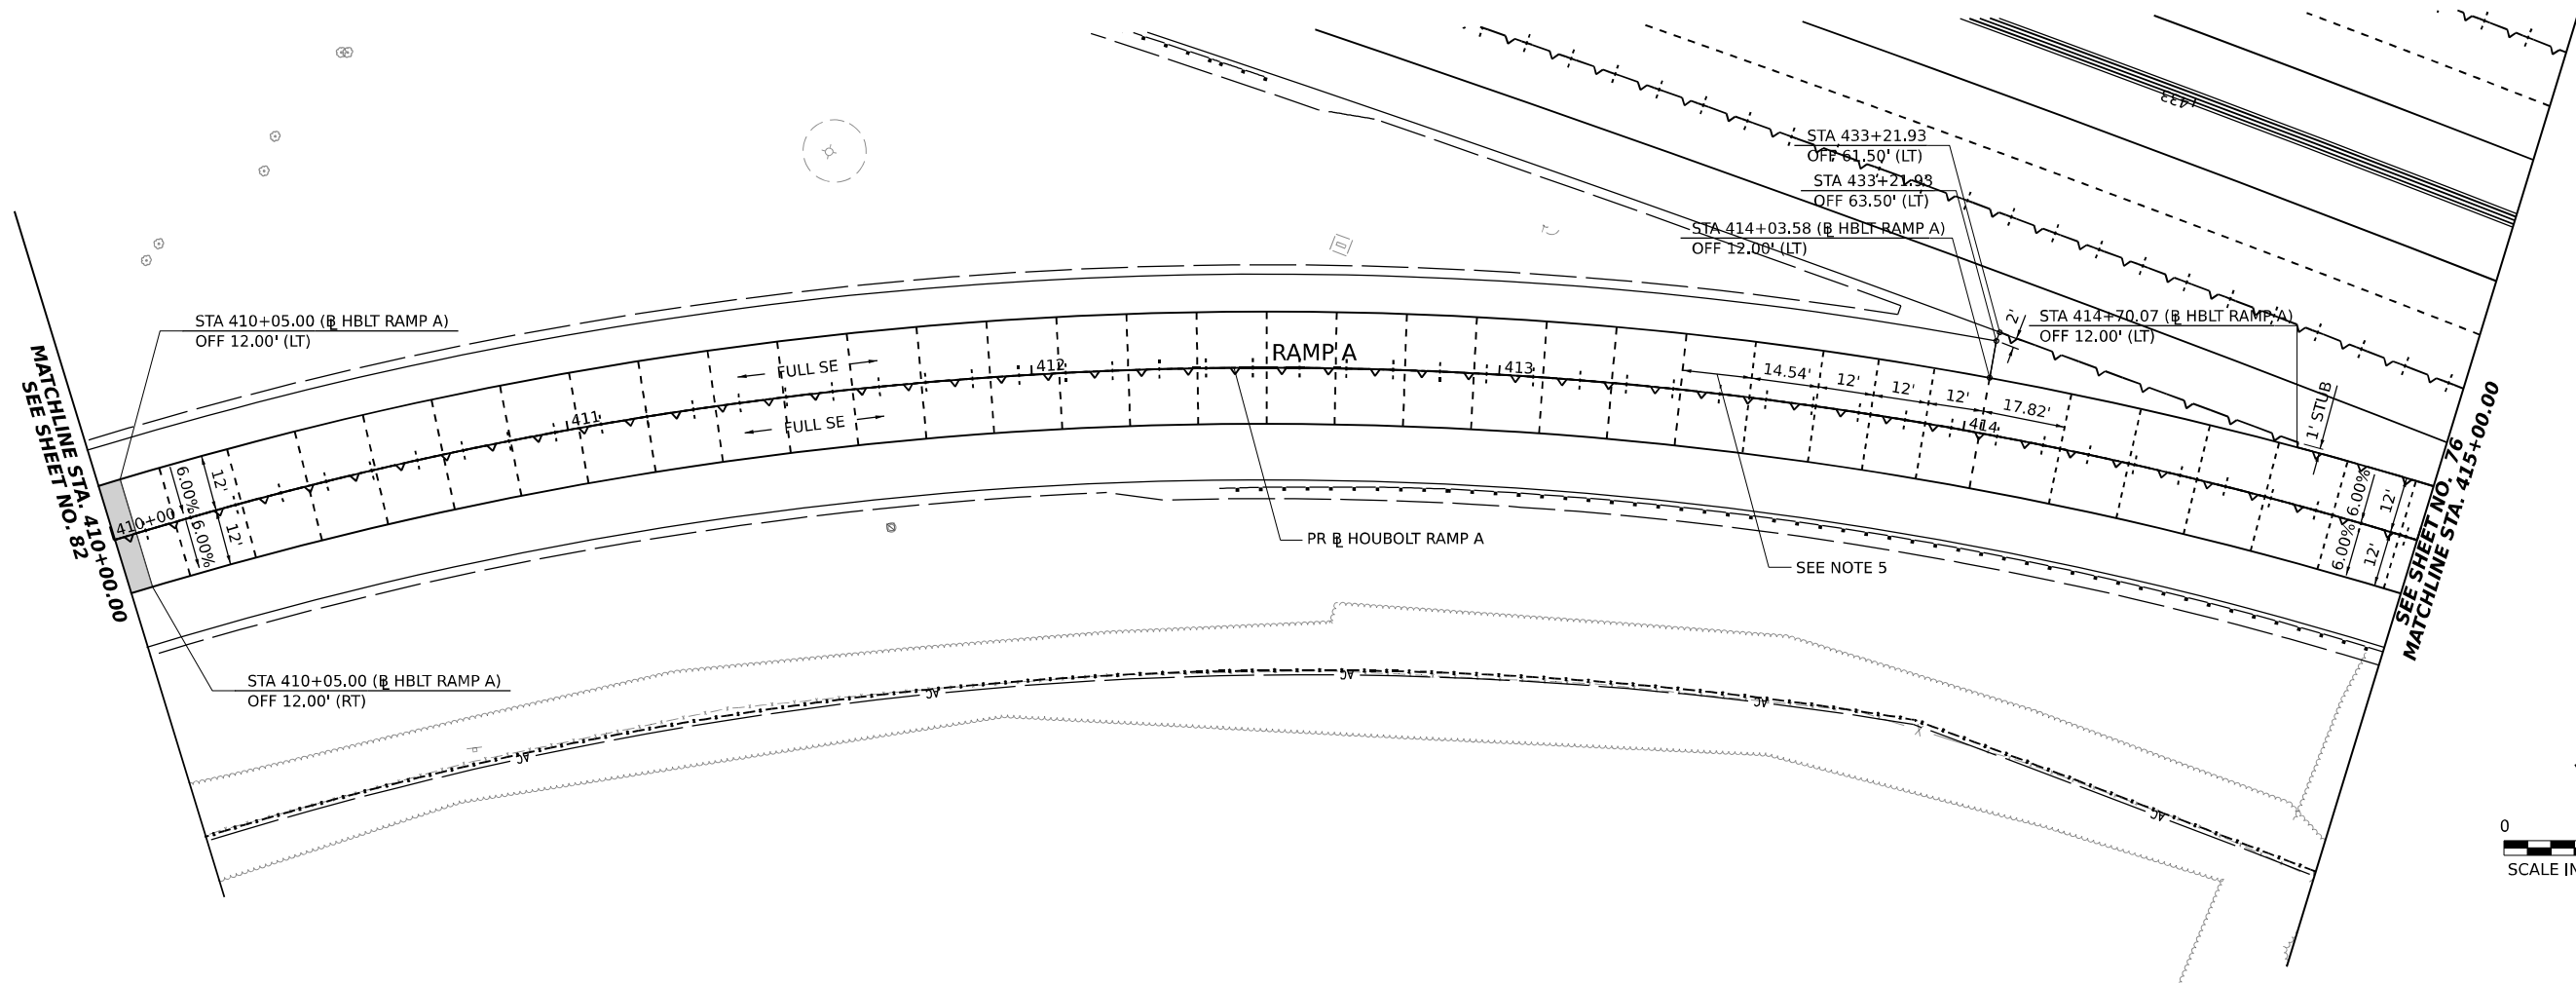 1433
STA 433+21.93
OFF 61.50' (LT)
STA 433+21.93
OFF 63.50' (LT)
STA 414+03.58 (℄ HBLT RAMP A)
OFF 12.00' (LT)
2'
STA 414+70.07 (℄ HBLT RAMP A)
OFF 12.00' (LT)
STA 410+05.00 (℄ HBLT RAMP A)
OFF 12.00' (LT)
MATCHLINE STA. 410+00.00
SEE SHEET NO. 82
RAMP A
FULL SE
FULL SE
410+00
411
412
413
414
14.54'
12'
12'
12'
17.82'
1' STUB
6.00%
6.00%
12'
12'
6.00%
6.00%
12'
12'
SEE SHEET NO. 76
MATCHLINE STA. 415+00.00
PR ℄ HOUBOLT RAMP A
SEE NOTE 5
STA 410+05.00 (℄ HBLT RAMP A)
OFF 12.00' (RT)
AC
AC
AC
AC
AC
0
SCALE IN